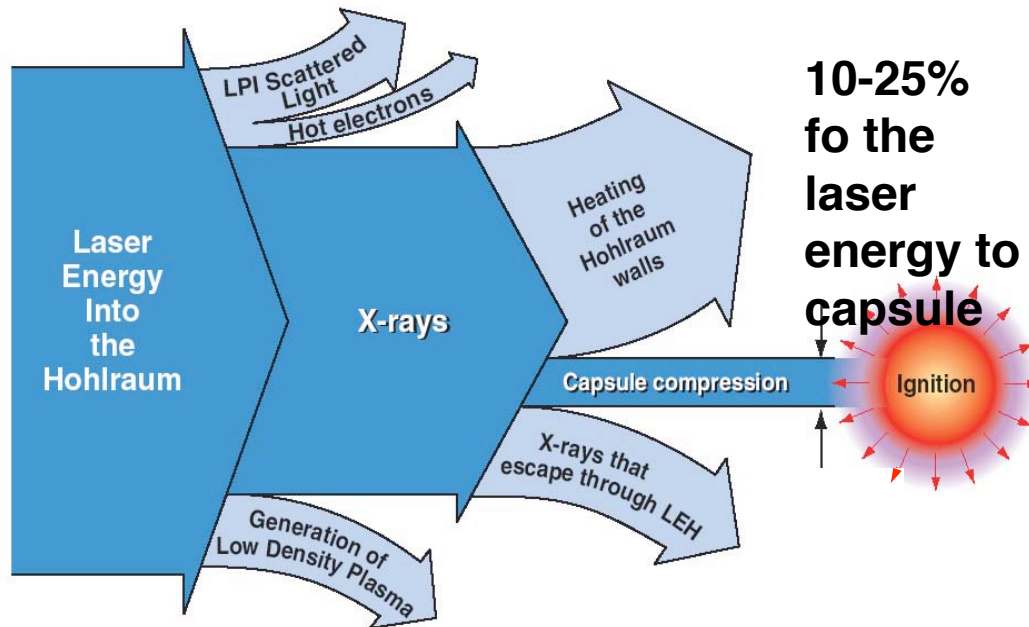 LPI Scattered
Light
Hot electrons
10-25%
fo the
laser
energy to
capsule
Heating
of the
Hohlraum
walls
Laser
Energy
Into
the
Hohlraum
X-rays
Capsule compression
Ignition
X-rays that
escape through LEH
Generation of
Low Density Plasma